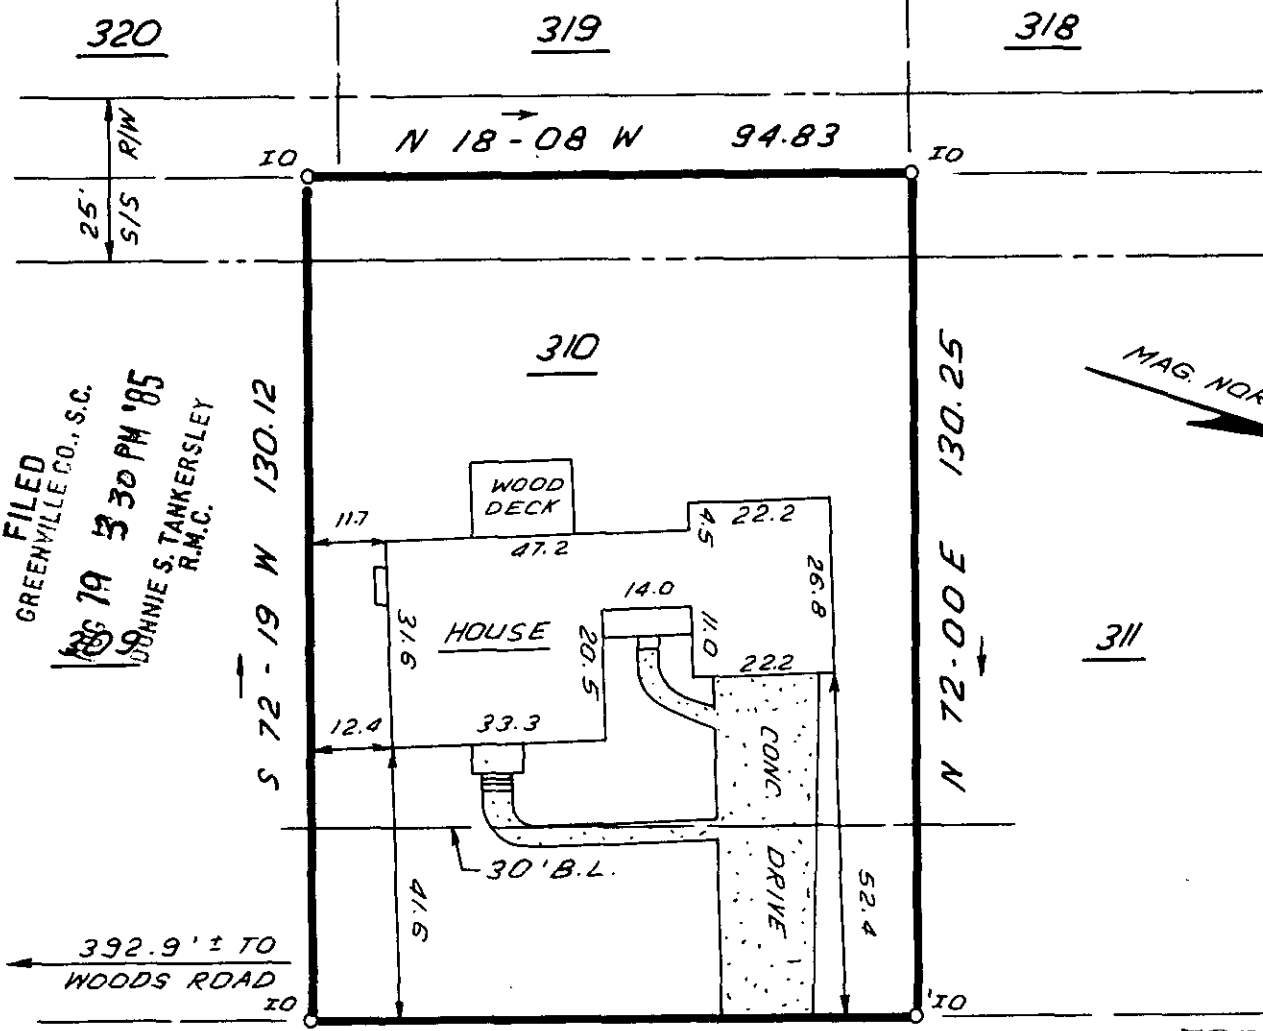 320
319
318
R/W
25'
S/S
IO
N 18-08 W 94.83
IO
310
S 72-19 W 130.12
N 72-00 E 130.25
MAG. NOR
FILED
GREENVILLE CO., S.C.
19 3 30 PM '85
DONNIE S. TANKERSLEY
R.M.C.
WOOD
DECK
11.7
47.2
4.5
22.2
26.8
14.0
31.6
HOUSE
20.5
11.0
22.2
311
12.4
33.3
CONC. DRIVE
30' B.L.
41.6
52.4
392.9' ± TO
WOODS ROAD
IO
IO